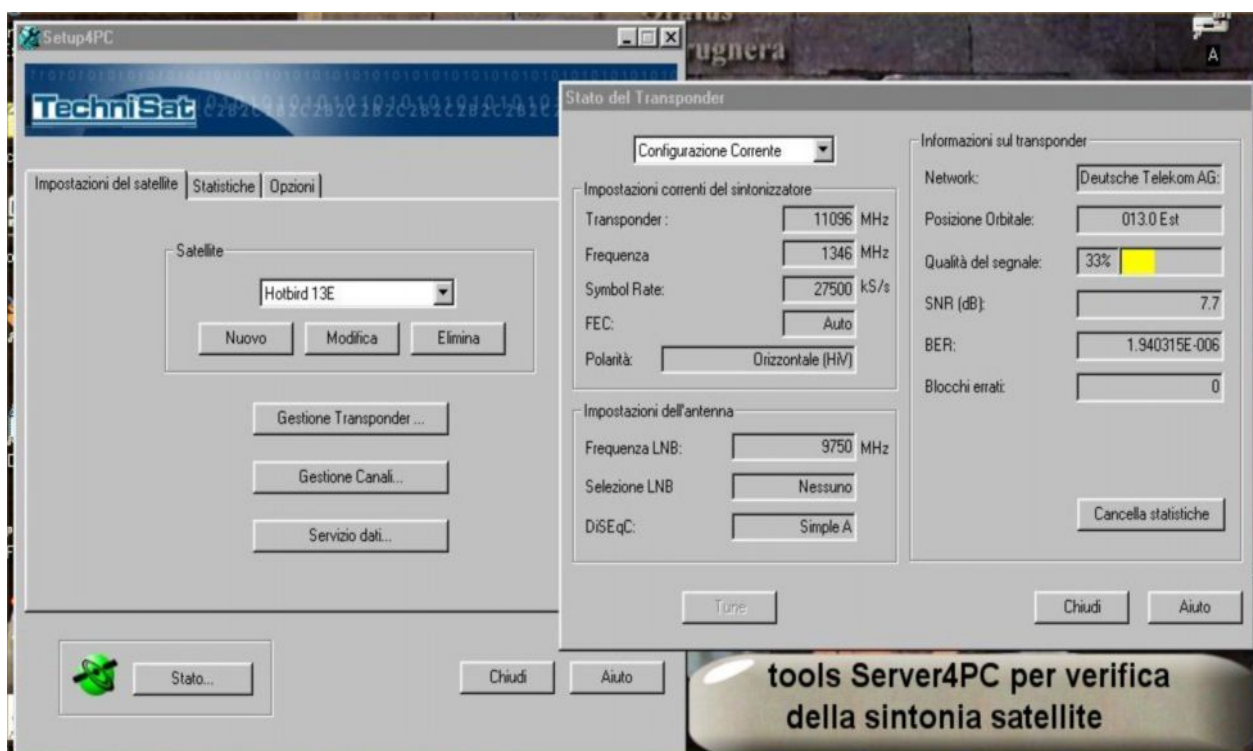 Setup4PC
TechniSat
Impostazioni del satellite
Statistiche
Opzioni
Satellite
Hotbird 13E
Nuovo
Modifica
Elimina
Gestione Transponder ...
Gestione Canali...
Servizio dati...
Stato...
Chiudi
Aiuto
rugnera
A
Stato del Transponder
Configurazione Corrente
Impostazioni correnti del sintonizzatore
Transponder :
11096 MHz
Frequenza
1346 MHz
Symbol Rate:
27500 kS/s
FEC:
Auto
Polarità:
Orizzontale (H/V)
Impostazioni dell'antenna
Frequenza LNB:
9750 MHz
Selezione LNB
Nessuno
DiSEqC:
Simple A
Informazioni sul transponder
Network:
Deutsche Telekom AG:
Posizione Orbitale:
013.0 Est
Qualità del segnale:
33%
SNR (dB):
7.7
BER:
1.940315E-006
Blocchi errati:
0
Cancella statistiche
Tune
Chiudi
Aiuto
tools Server4PC per verifica
della sintonia satellite